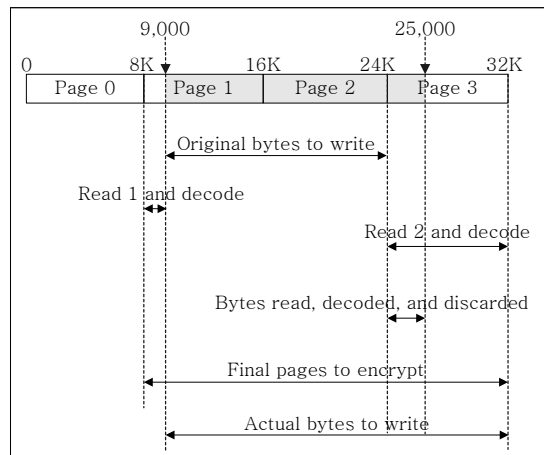 9,000 25,000
0 8K 16K 24K 32K
Page 0 Page 1 Page 2 Page 3
Original bytes to write
Read 1 and decode
Read 2 and decode
Bytes read, decoded, and discarded
Final pages to encrypt
Actual bytes to write